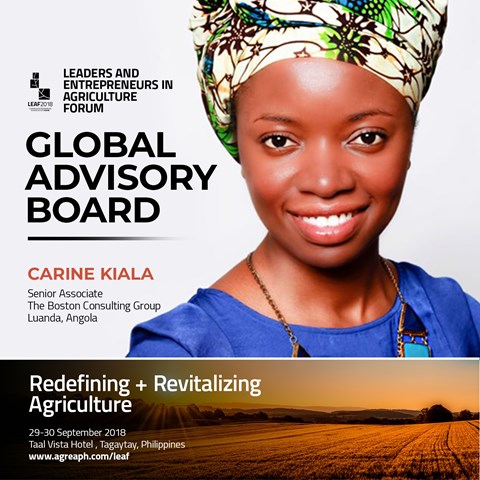 LEADERS AND
ENTREPRENEURS IN
AGRICULTURE
FORUM
LEAF2018
GLOBAL
ADVISORY
BOARD
CARINE KIALA
Senior Associate
The Boston Consulting Group
Luanda, Angola
Redefining + Revitalizing
Agriculture
29-30 September 2018
Taal Vista Hotel , Tagaytay, Philippines
www.agreaph.com/leaf